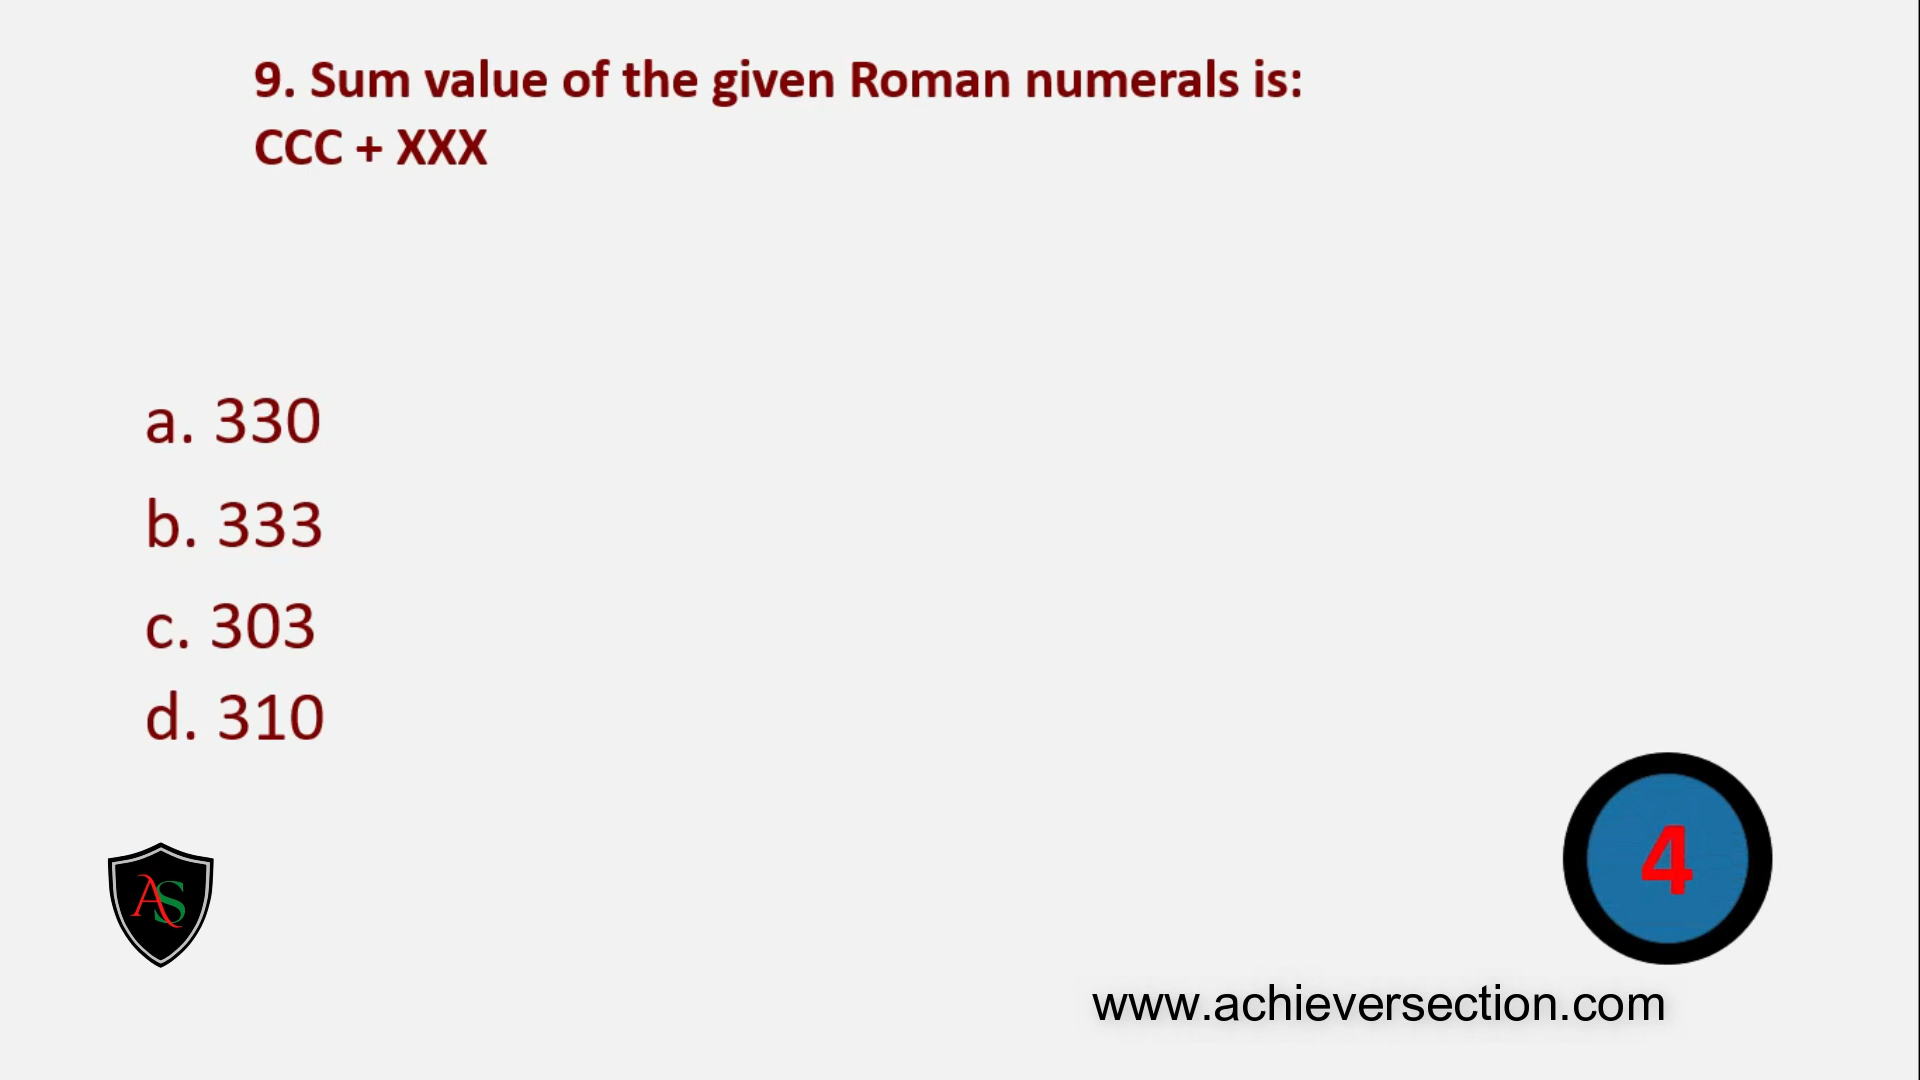 9. Sum value of the given Roman numerals is:
CCC + XXX
a. 330
b. 333
c. 303
d. 310
4
AS
www.achieversection.com